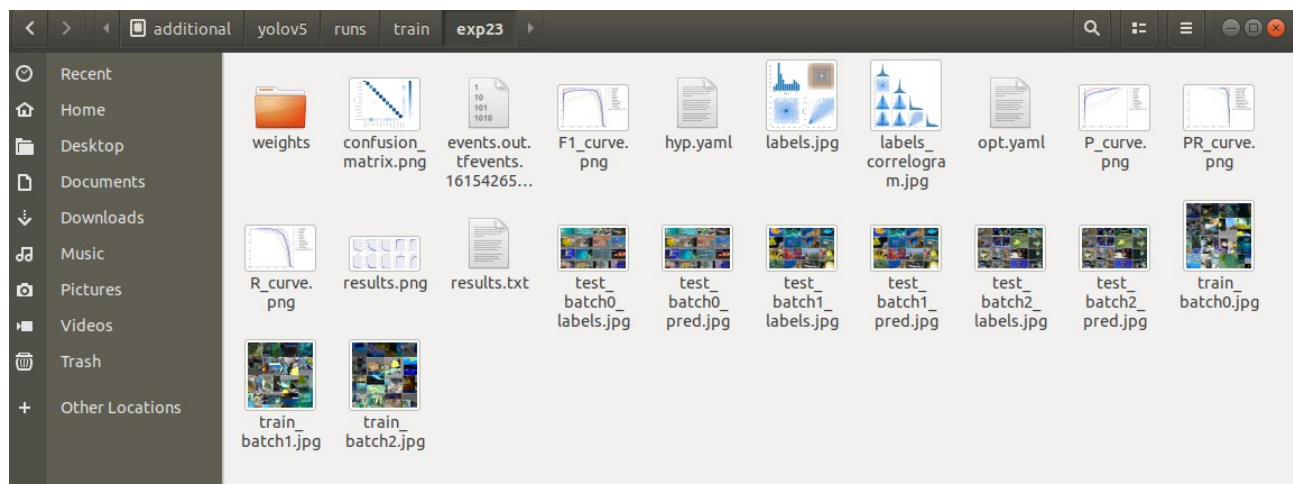 additional yolov5 runs train exp23
Recent
Home
Desktop
Documents
Downloads
Music
Pictures
Videos
Trash
Other Locations
weights
confusion_
matrix.png
1
10
101
1010
events.out.
tfevents.
16154265...
F1_curve.
png
hyp.yaml
labels.jpg
labels_
correlogra
m.jpg
opt.yaml
P_curve.
png
PR_curve.
png
R_curve.
png
results.png
results.txt
test_
batch0_
labels.jpg
test_
batch0_
pred.jpg
test_
batch1_
labels.jpg
test_
batch1_
pred.jpg
test_
batch2_
labels.jpg
test_
batch2_
pred.jpg
train_
batch0.jpg
train_
batch1.jpg
train_
batch2.jpg